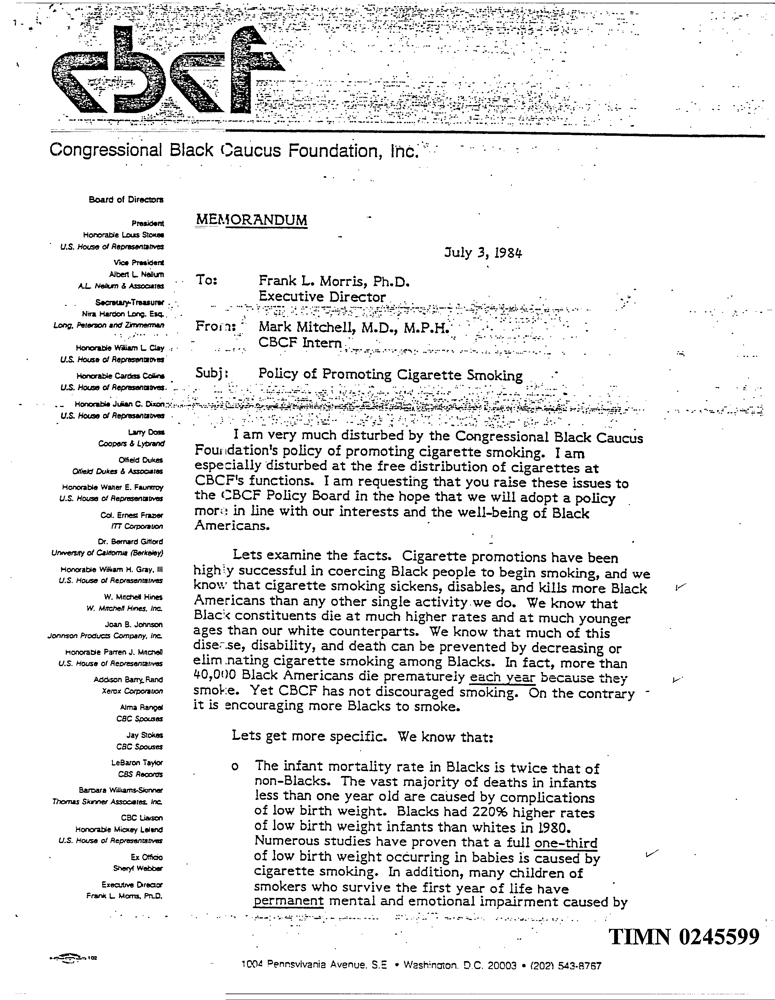 cbcf
Congressional Black Caucus Foundation, Inc.
Board of Directors
President
Honorable Louis Stokes
U.S. House of Representatives
Vice President
Albert L. Nellum
A.L. Nellum & Associates
Secretary-Treasurer
Nira Hardon Long, Esq.
Long, Peterson and Zimmerman
Honorable William L. Clay
U.S. House of Representatives
Honorable Cardiss Collins
U.S. House of Representatives
Honorable Julian C. Dixon
U.S. House of Representatives
Larry Doss
Coopers & Lybrand
Ofield Dukes
Ofield Dukes & Associates
Honorable Walter E. Fauntroy
U.S. House of Representatives
Col. Ernest Frazier
ITT Corporation
Dr. Bernard Gifford
University of California (Berkeley)
Honorable William H. Gray, III
U.S. House of Representatives
W. Mitchell Hines
W. Mitchell Hines, Inc.
Joan B. Johnson
Johnson Products Company, Inc.
Honorable Parren J. Mitchell
U.S. House of Representatives
Addison Barry Rand
Xerox Corporation
Alma Rangel
CBC Spouses
Jay Stokes
CBC Spouses
LeBaron Taylor
CBS Records
Barbara Williams-Skinner
Thomas Skinner Associates, Inc.
CBC Liaison
Honorable Mickey Leland
U.S. House of Representatives
Ex Officio
Sheryl Webber
Executive Director
Frank L. Morris, Ph.D.
MEMORANDUM
July 3, 1984
To: Frank L. Morris, Ph.D.
Executive Director
From: Mark Mitchell, M.D., M.P.H.
CBCF Intern
Subj: Policy of Promoting Cigarette Smoking
I am very much disturbed by the Congressional Black Caucus
Foundation's policy of promoting cigarette smoking. I am
especially disturbed at the free distribution of cigarettes at
CBCF's functions. I am requesting that you raise these issues to
the CBCF Policy Board in the hope that we will adopt a policy
more in line with our interests and the well-being of Black
Americans.
Lets examine the facts. Cigarette promotions have been
highly successful in coercing Black people to begin smoking, and we
know that cigarette smoking sickens, disables, and kills more Black
Americans than any other single activity we do. We know that
Black constituents die at much higher rates and at much younger
ages than our white counterparts. We know that much of this
disease, disability, and death can be prevented by decreasing or
eliminating cigarette smoking among Blacks. In fact, more than
40,000 Black Americans die prematurely each year because they
smoke. Yet CBCF has not discouraged smoking. On the contrary
it is encouraging more Blacks to smoke.
Lets get more specific. We know that:
o The infant mortality rate in Blacks is twice that of
non-Blacks. The vast majority of deaths in infants
less than one year old are caused by complications
of low birth weight. Blacks had 220% higher rates
of low birth weight infants than whites in 1980.
Numerous studies have proven that a full one-third
of low birth weight occurring in babies is caused by
cigarette smoking. In addition, many children of
smokers who survive the first year of life have
permanent mental and emotional impairment caused by
TIMN 0245599
102
1004 Pennsylvania Avenue, S.E. • Washington, D.C. 20003 • (202) 543-8767